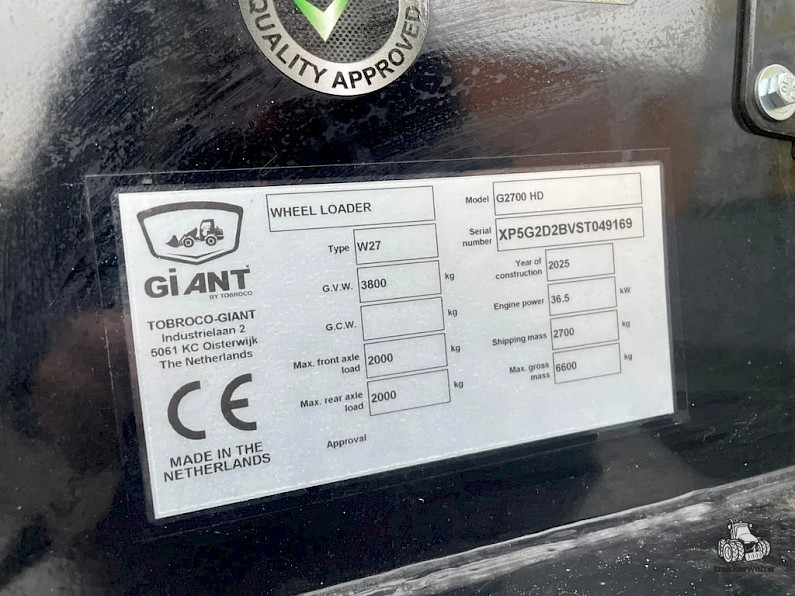 QUALITY APPROVED
GiANT
BY TOBROCO
TOBROCO-GIANT
Industrielaan 2
5061 KC Oisterwijk
The Netherlands
CE
MADE IN THE
NETHERLANDS
WHEEL LOADER
Type W27
G.V.W. 3800 kg
G.C.W. kg
Max. front axle
load 2000 kg
Max. rear axle
load 2000 kg
Approval
Model G2700 HD
Serial
number XP5G2D2BVST049169
Year of
construction 2025
Engine power 36.5 kW
Shipping mass 2700 kg
Max. gross
mass 6600 kg